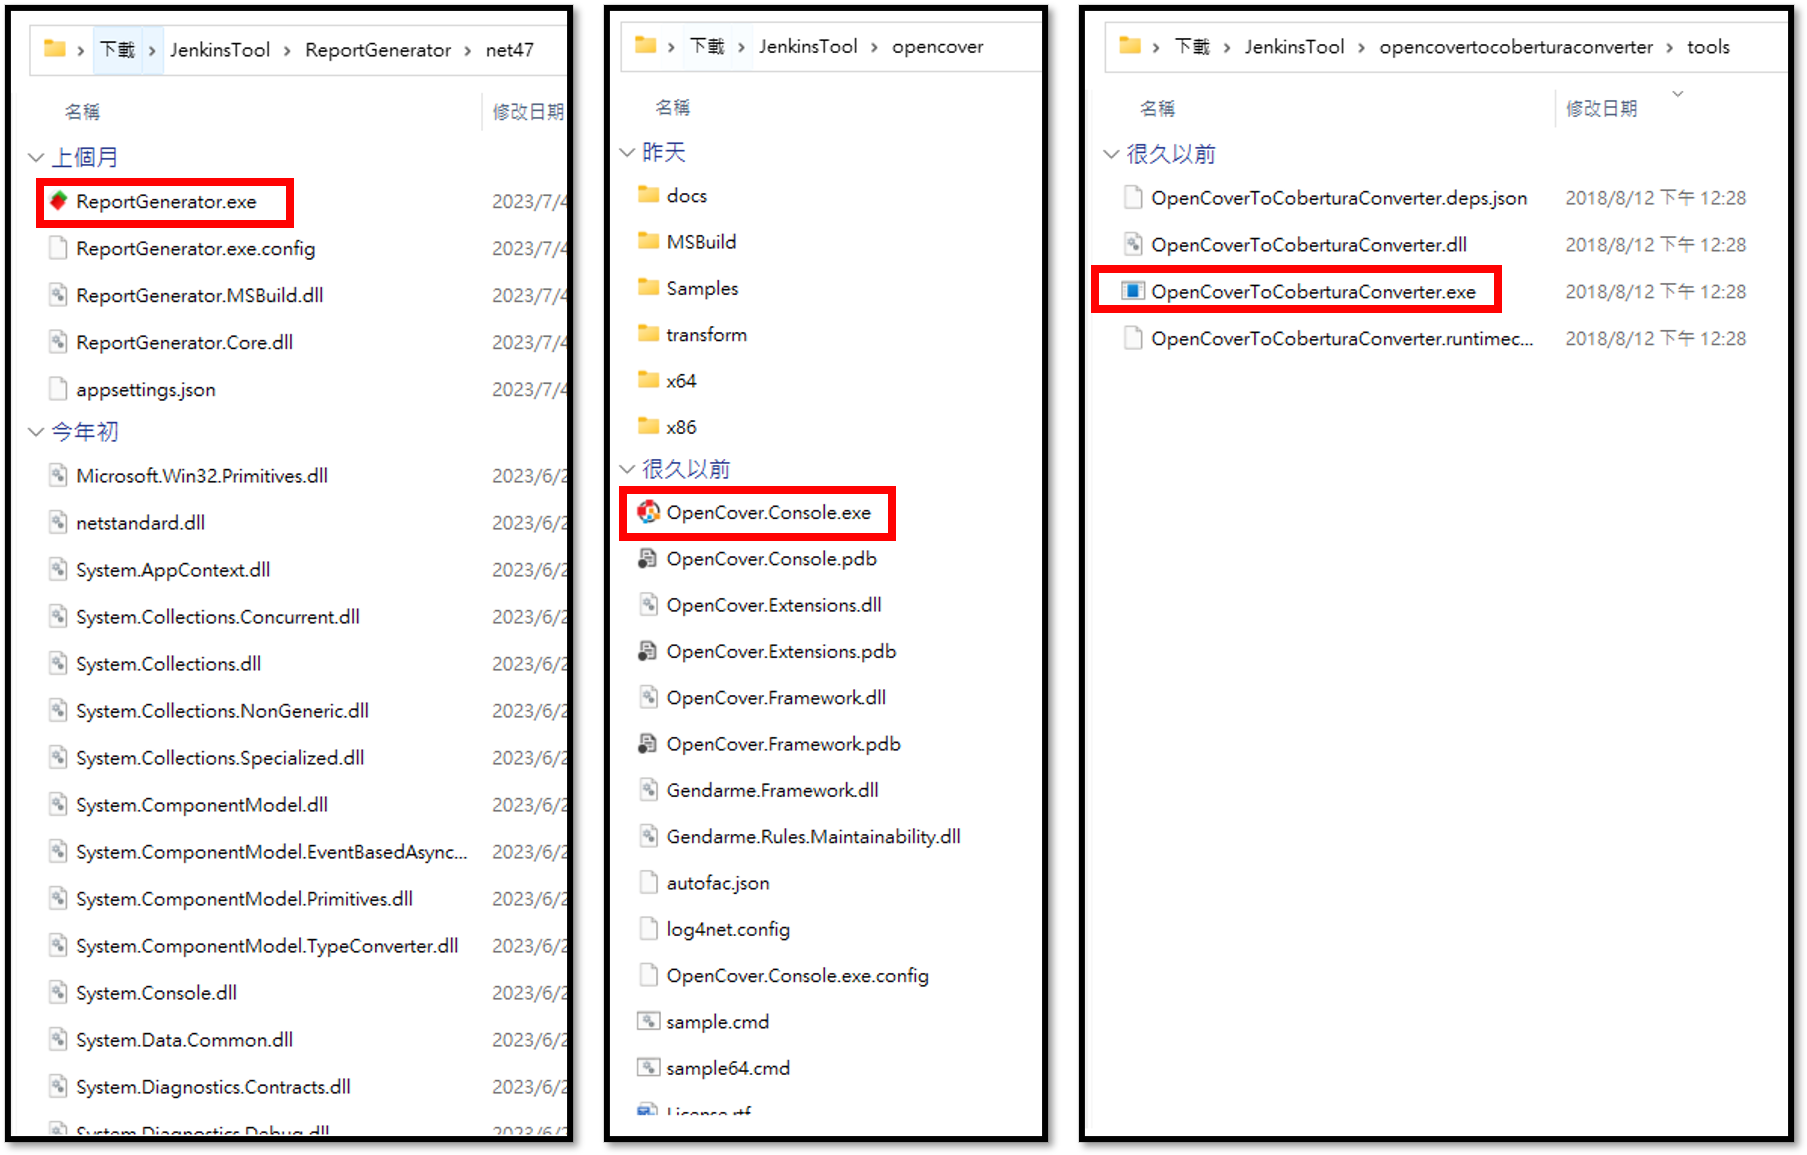 下載 > JenkinsTool > ReportGenerator > net47
名稱 修改日期
上個月
ReportGenerator.exe 2023/7/4
ReportGenerator.exe.config 2023/7/4
ReportGenerator.MSBuild.dll 2023/7/4
ReportGenerator.Core.dll 2023/7/4
appsettings.json 2023/7/4
今年初
Microsoft.Win32.Primitives.dll 2023/6/2
netstandard.dll 2023/6/2
System.AppContext.dll 2023/6/2
System.Collections.Concurrent.dll 2023/6/2
System.Collections.dll 2023/6/2
System.Collections.NonGeneric.dll 2023/6/2
System.Collections.Specialized.dll 2023/6/2
System.ComponentModel.dll 2023/6/2
System.ComponentModel.EventBasedAsync... 2023/6/2
System.ComponentModel.Primitives.dll 2023/6/2
System.ComponentModel.TypeConverter.dll 2023/6/2
System.Console.dll 2023/6/2
System.Data.Common.dll 2023/6/2
System.Diagnostics.Contracts.dll 2023/6/2
System.Diagnostics.Debug.dll 2023/6/2
下載 > JenkinsTool > opencover
名稱
昨天
docs
MSBuild
Samples
transform
x64
x86
很久以前
OpenCover.Console.exe
OpenCover.Console.pdb
OpenCover.Extensions.dll
OpenCover.Extensions.pdb
OpenCover.Framework.dll
OpenCover.Framework.pdb
Gendarme.Framework.dll
Gendarme.Rules.Maintainability.dll
autofac.json
log4net.config
OpenCover.Console.exe.config
sample.cmd
sample64.cmd
License.rtf
下載 > JenkinsTool > opencovertocoberturaconverter > tools
名稱 修改日期
很久以前
OpenCoverToCoberturaConverter.deps.json 2018/8/12 下午 12:28
OpenCoverToCoberturaConverter.dll 2018/8/12 下午 12:28
OpenCoverToCoberturaConverter.exe 2018/8/12 下午 12:28
OpenCoverToCoberturaConverter.runtimec... 2018/8/12 下午 12:28